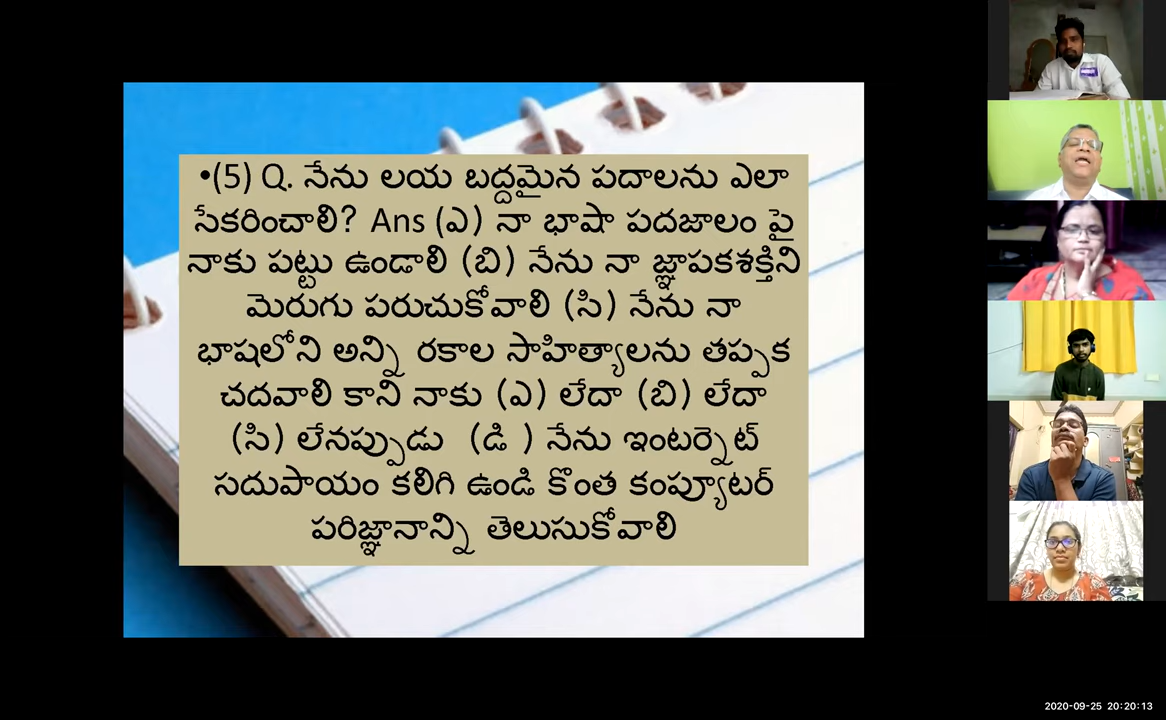 •(5) Q. నేను లయ బద్దమైన పదాలను ఎలా
సేకరించాలి? Ans (ఎ) నా భాషా పదజాలం పై
నాకు పట్టు ఉండాలి (బి) నేను నా జ్ఞాపకశక్తిని
మెరుగు పరుచుకోవాలి (సి) నేను నా
భాషలోని అన్ని రకాల సాహిత్యాలను తప్పక
చదవాలి కాని నాకు (ఎ) లేదా (బి) లేదా
(సి) లేనప్పుడు (డి ) నేను ఇంటర్నెట్
సదుపాయం కలిగి ఉండి కొంత కంప్యూటర్
పరిజ్ఞానాన్ని తెలుసుకోవాలి
2020-09-25 20:20:13